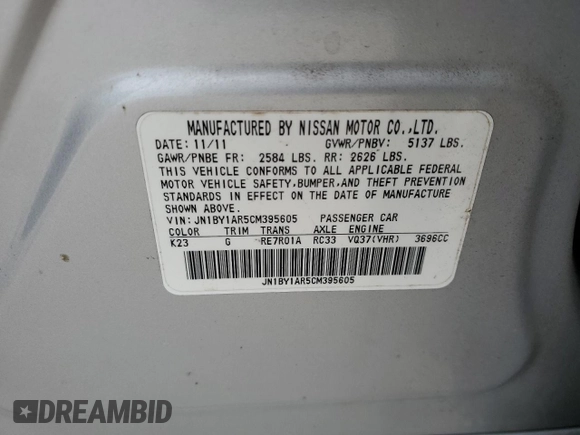 MANUFACTURED BY NISSAN MOTOR CO.,LTD.
DATE: 11/11 GVWR/PNBV: 5137 LBS.
GAWR/PNBE FR: 2584 LBS. RR: 2626 LBS.
THIS VEHICLE CONFORMS TO ALL APPLICABLE FEDERAL
MOTOR VEHICLE SAFETY,BUMPER,AND THEFT PREVENTION
STANDARDS IN EFFECT ON THE DATE OF MANUFACTURE
SHOWN ABOVE.
VIN: JN1BY1AR5CM395605 PASSENGER CAR
COLOR TRIM TRANS AXLE ENGINE
K23 G RE7R01A RC33 VQ37(VHR) 3696CC
JN1BY1AR5CM395605
DREAMBID